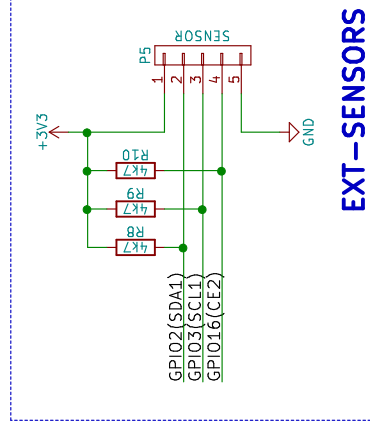 SENSOR
P5
1
2
3
4
5
+3V3
GND
R10
4k7
R9
4k7
R8
4k7
GPIO2(SDA1)
GPIO3(SCL1)
GPIO16(CE2)
EXT-SENSORS